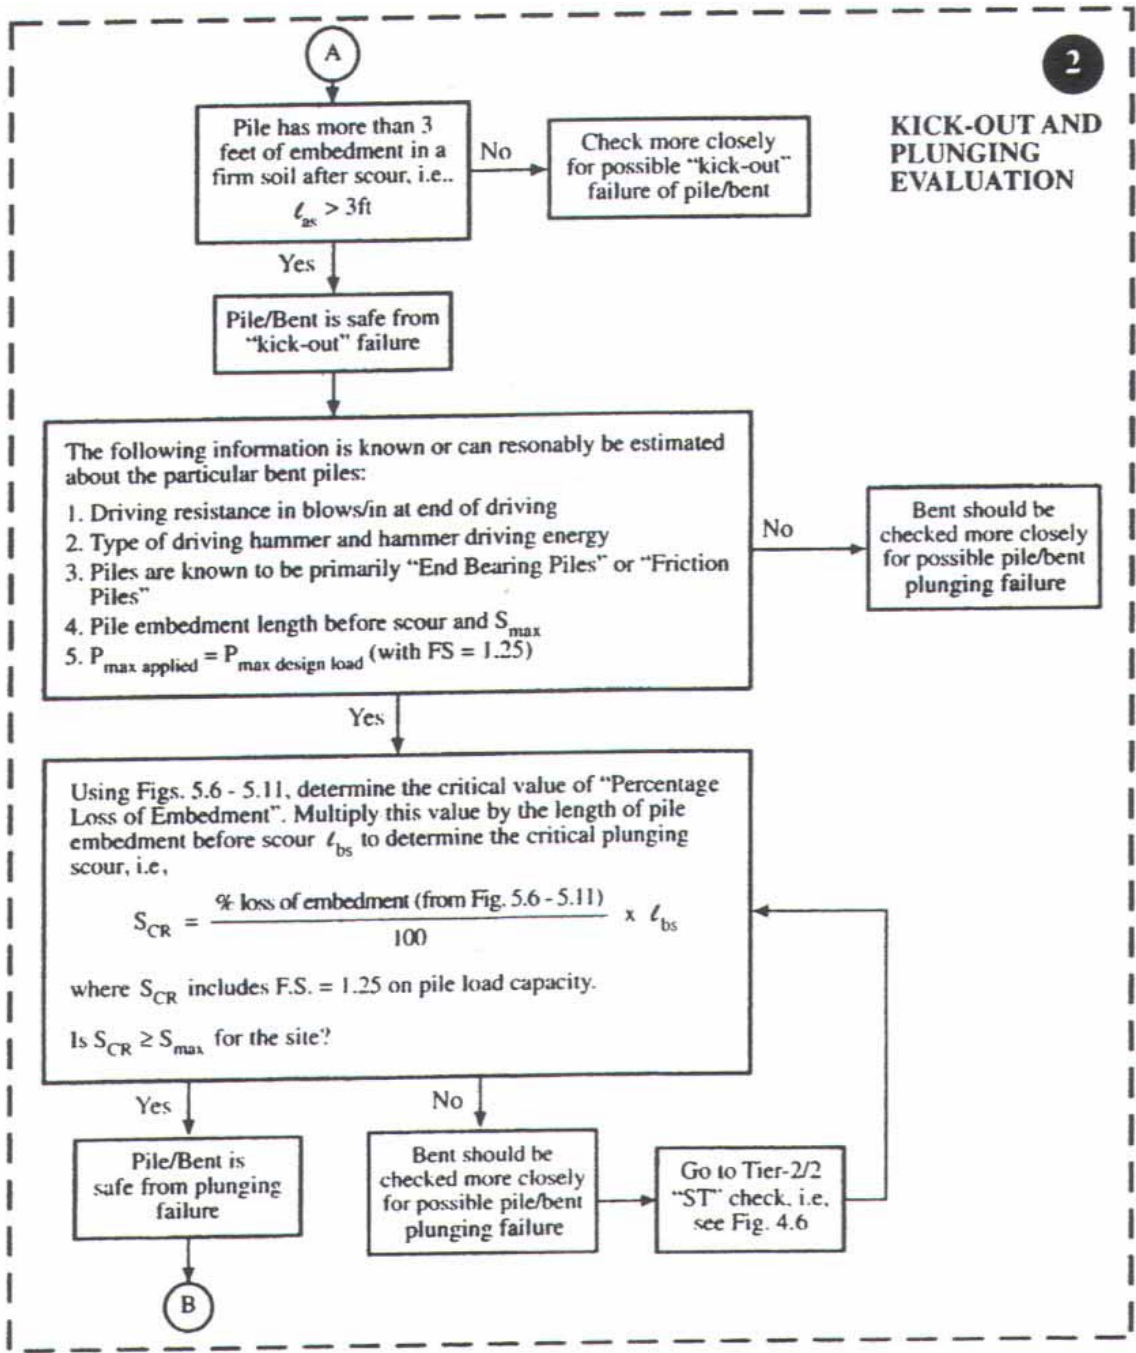 A
2
KICK-OUT AND
PLUNGING
EVALUATION
Pile has more than 3
feet of embedment in a
firm soil after scour, i.e..
ℓas > 3ft
No
Check more closely
for possible “kick-out”
failure of pile/bent
Yes
Pile/Bent is safe from
“kick-out” failure
The following information is known or can resonably be estimated
about the particular bent piles:
1. Driving resistance in blows/in at end of driving
2. Type of driving hammer and hammer driving energy
3. Piles are known to be primarily “End Bearing Piles” or “Friction
Piles”
4. Pile embedment length before scour and Smax
5. Pmax applied = Pmax design load (with FS = 1.25)
No
Bent should be
checked more closely
for possible pile/bent
plunging failure
Yes
Using Figs. 5.6 - 5.11, determine the critical value of “Percentage
Loss of Embedment”. Multiply this value by the length of pile
embedment before scour ℓbs to determine the critical plunging
scour, i.e,
SCR = % loss of embedment (from Fig. 5.6 - 5.11) / 100 x ℓbs
where SCR includes F.S. = 1.25 on pile load capacity.
Is SCR ≥ Smax for the site?
Yes
No
Pile/Bent is
safe from plunging
failure
Bent should be
checked more closely
for possible pile/bent
plunging failure
Go to Tier-2/2
“ST” check, i.e,
see Fig. 4.6
B